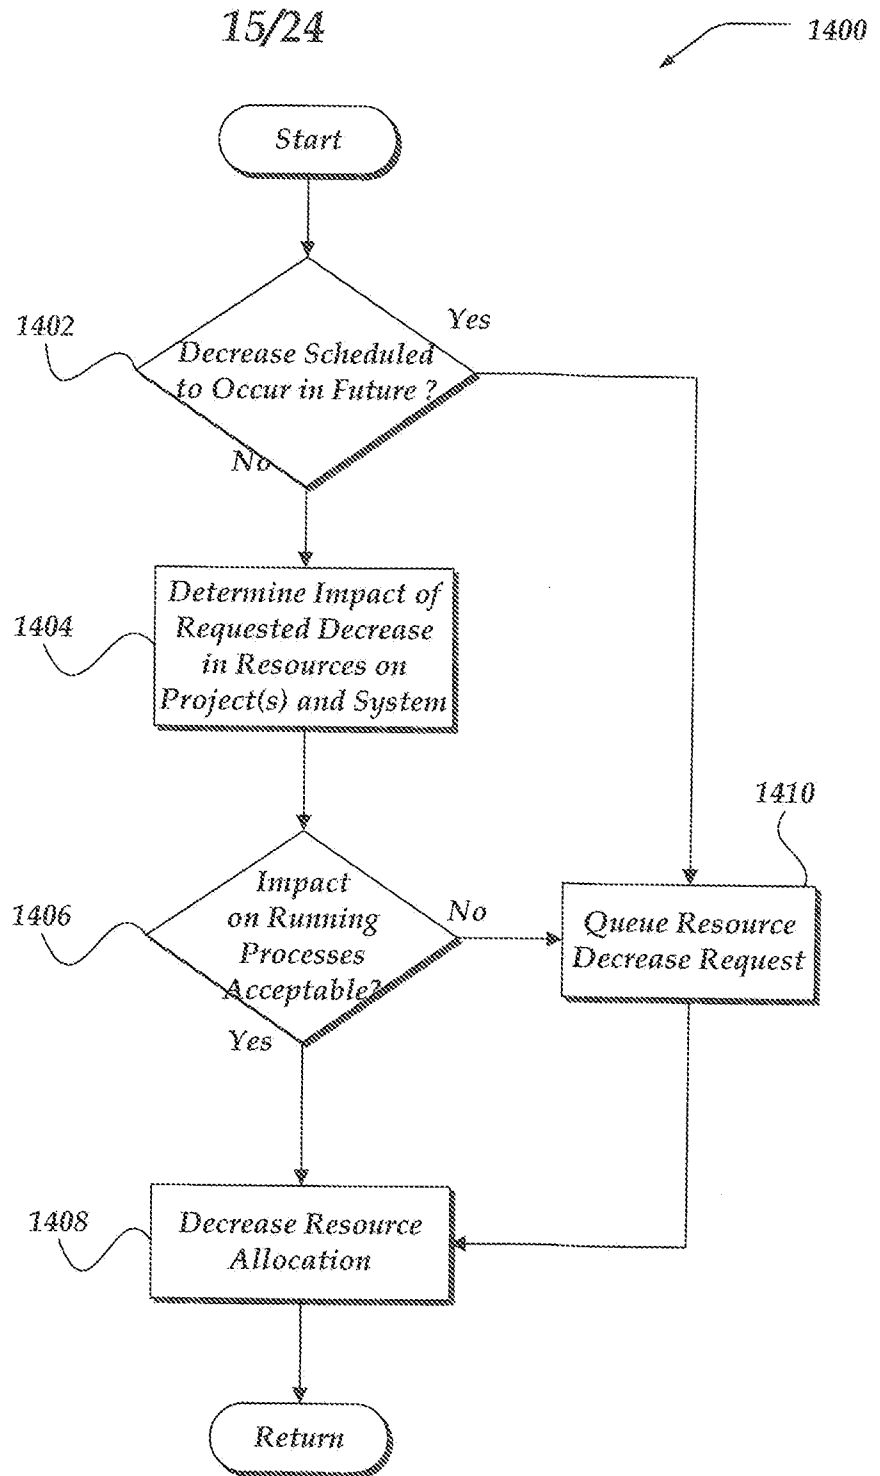 15/24
1400
Start
1402
Yes
Decrease Scheduled
to Occur in Future ?
No
1404
Determine Impact of
Requested Decrease
in Resources on
Project(s) and System
1410
1406
Impact
on Running
Processes
Acceptable?
No
Queue Resource
Decrease Request
Yes
1408
Decrease Resource
Allocation
Return